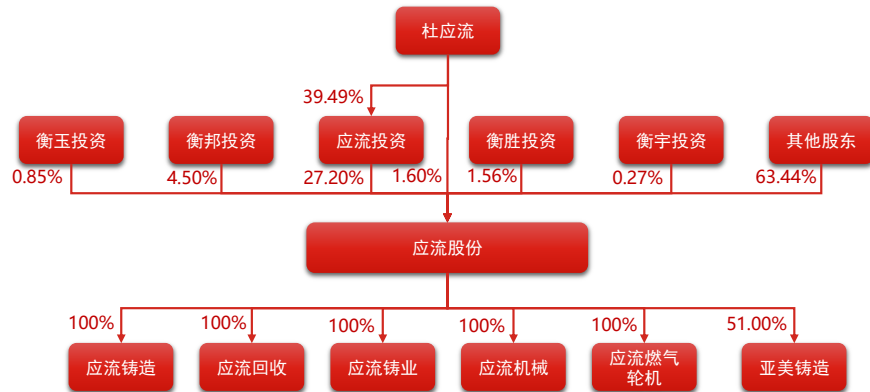 杜应流
39.49%
衡玉投资
衡邦投资
应流投资
衡胜投资
衡宇投资
其他股东
0.85%
4.50%
27.20%
1.60%
1.56%
0.27%
63.44%
应流股份
100%
100%
100%
100%
100%
51.00%
应流铸造
应流回收
应流铸业
应流机械
应流燃气
轮机
亚美铸造